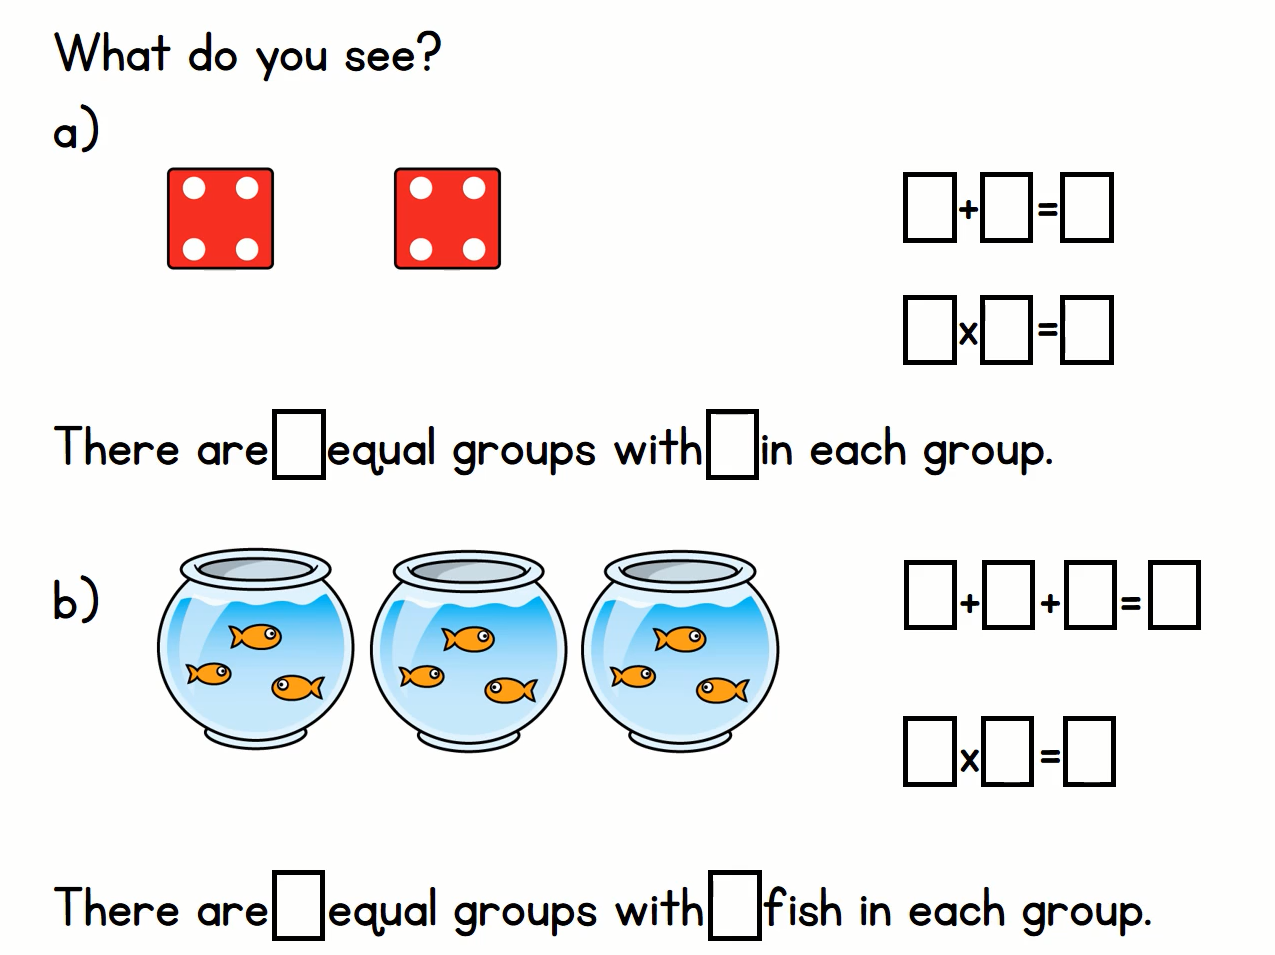 What do you see?
a)
☐+☐=☐
☐x☐=☐
There are ☐ equal groups with ☐ in each group.
b)
☐+☐+☐=☐
☐x☐=☐
There are ☐ equal groups with ☐ fish in each group.